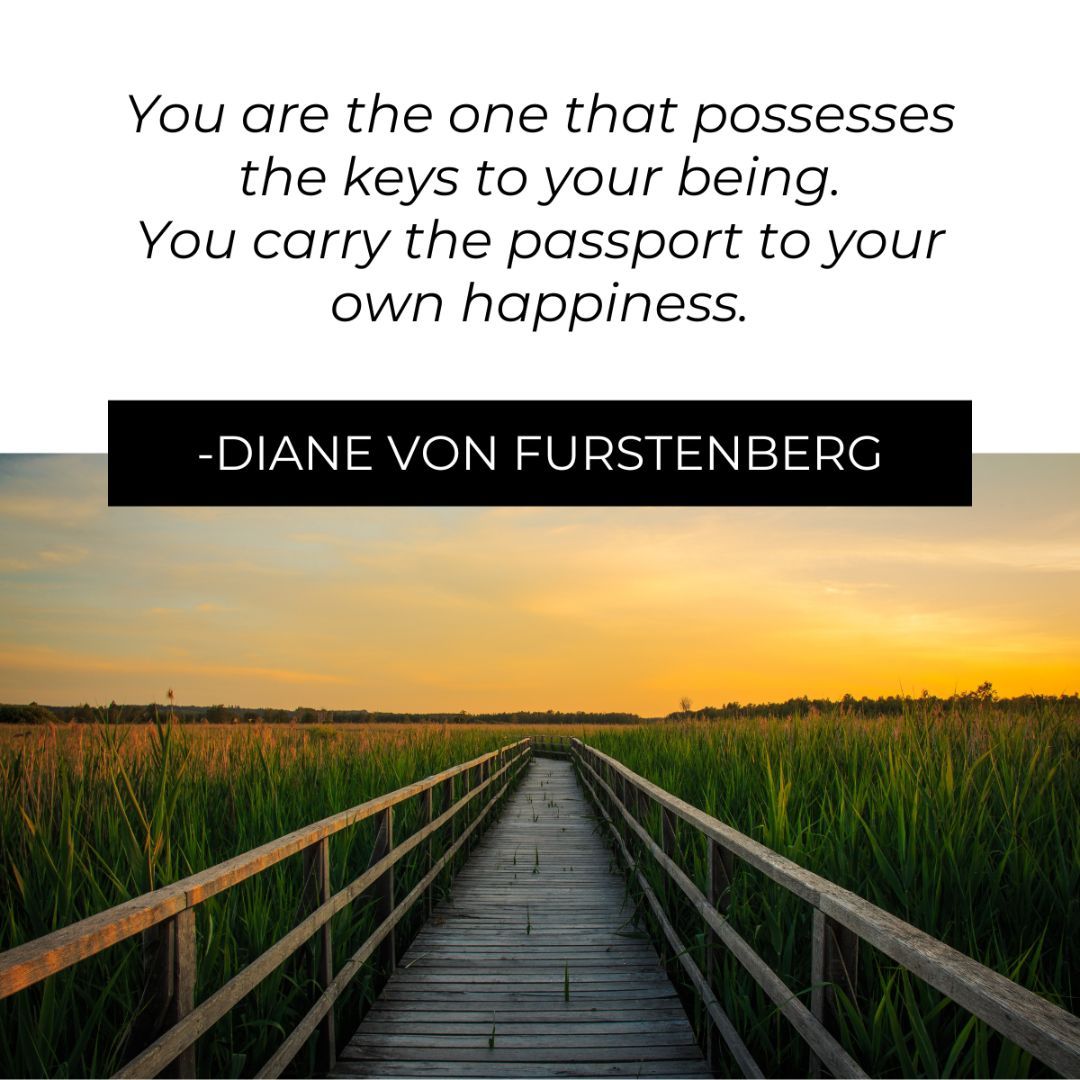 You are the one that possesses
the keys to your being.
You carry the passport to your
own happiness.
-DIANE VON FURSTENBERG